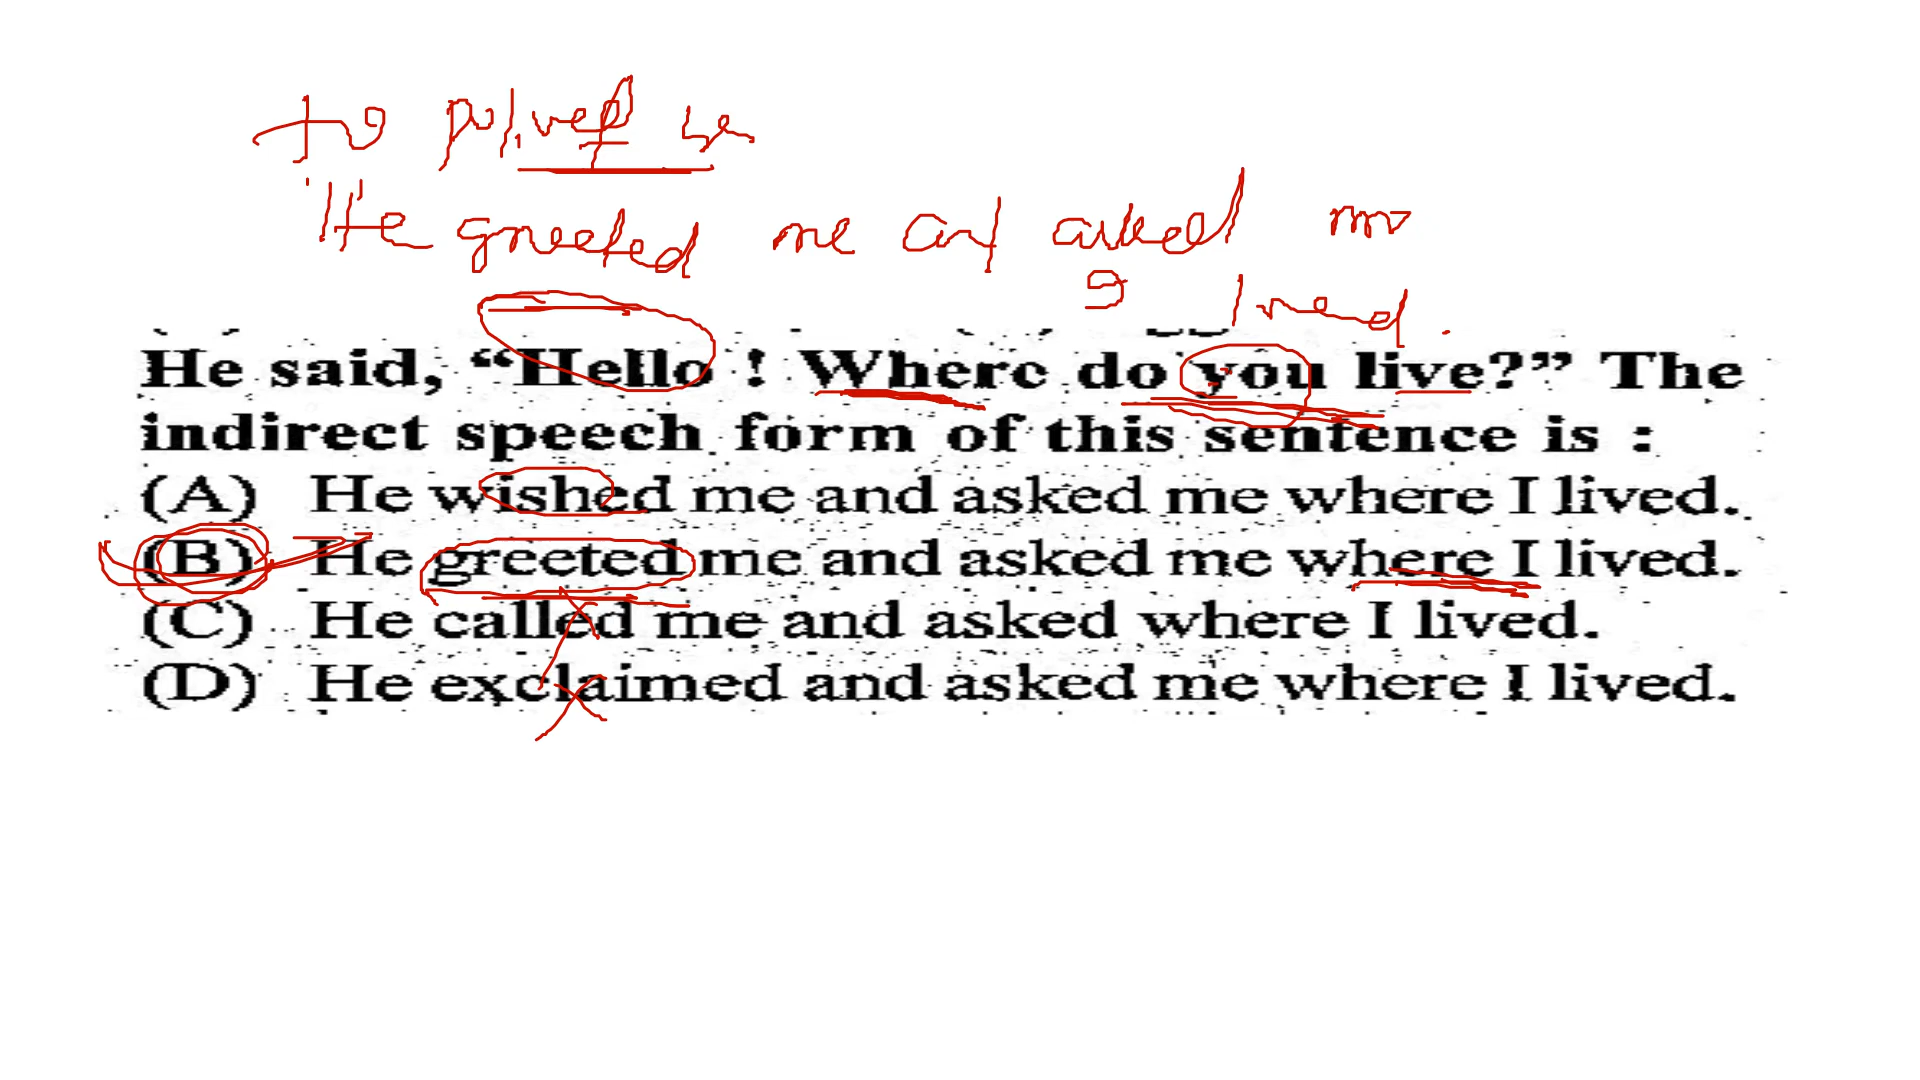 to
He greeted me and asked me
I lived.
He said, “Hello ! Where do you live?” The
indirect speech form of this sentence is :
(A) He wished me and asked me where I lived.
(B) He greeted me and asked me where I lived.
(C) He called me and asked where I lived.
(D) He exclaimed and asked me where I lived.